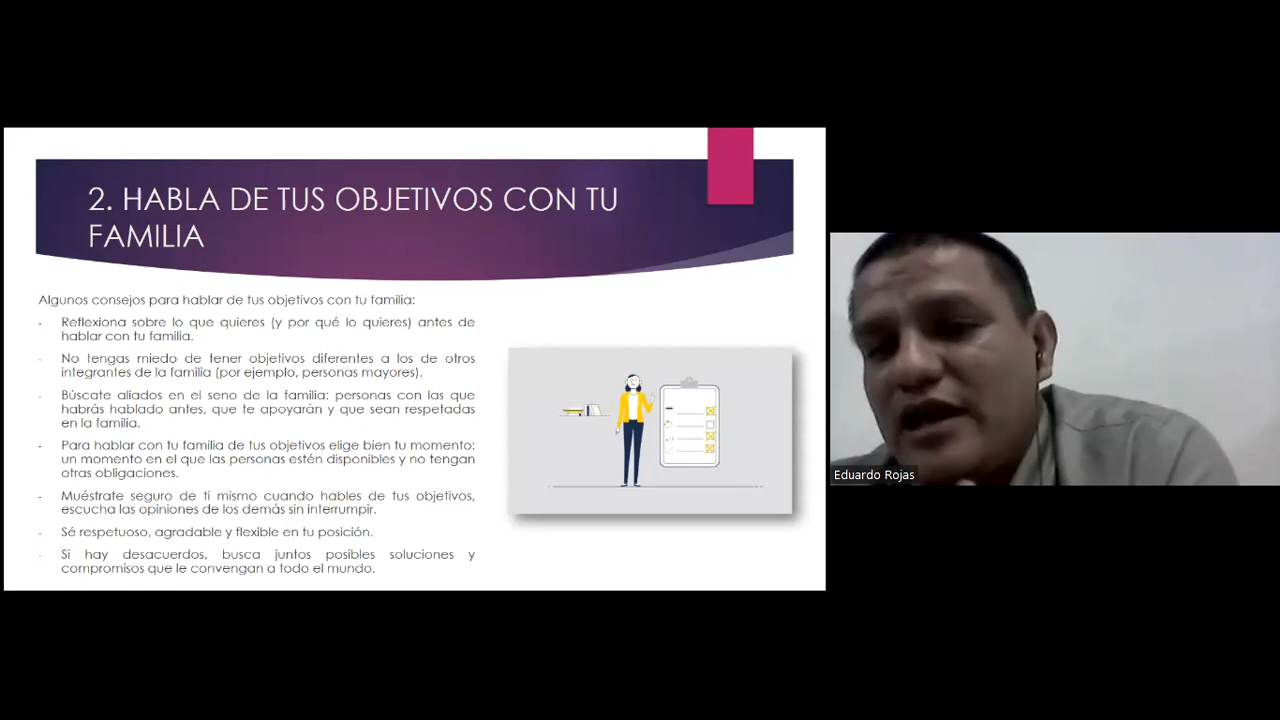 2. HABLA DE TUS OBJETIVOS CON TU
FAMILIA
Algunos consejos para hablar de tus objetivos con tu familia:
- Reflexiona sobre lo que quieres (y por qué lo quieres) antes de
hablar con tu familia.
- No tengas miedo de tener objetivos diferentes a los de otros
integrantes de la familia (por ejemplo, personas mayores).
- Búscate aliados en el seno de la familia: personas con las que
habrás hablado antes, que te apoyarán y que sean respetadas
en la familia.
- Para hablar con tu familia de tus objetivos elige bien tu momento:
un momento en el que las personas estén disponibles y no tengan
otras obligaciones.
- Muéstrate seguro de ti mismo cuando hables de tus objetivos,
escucha las opiniones de los demás sin interrumpir.
- Sé respetuoso, agradable y flexible en tu posición.
- Si hay desacuerdos, busca juntos posibles soluciones y
compromisos que le convengan a todo el mundo.
Eduardo Rojas